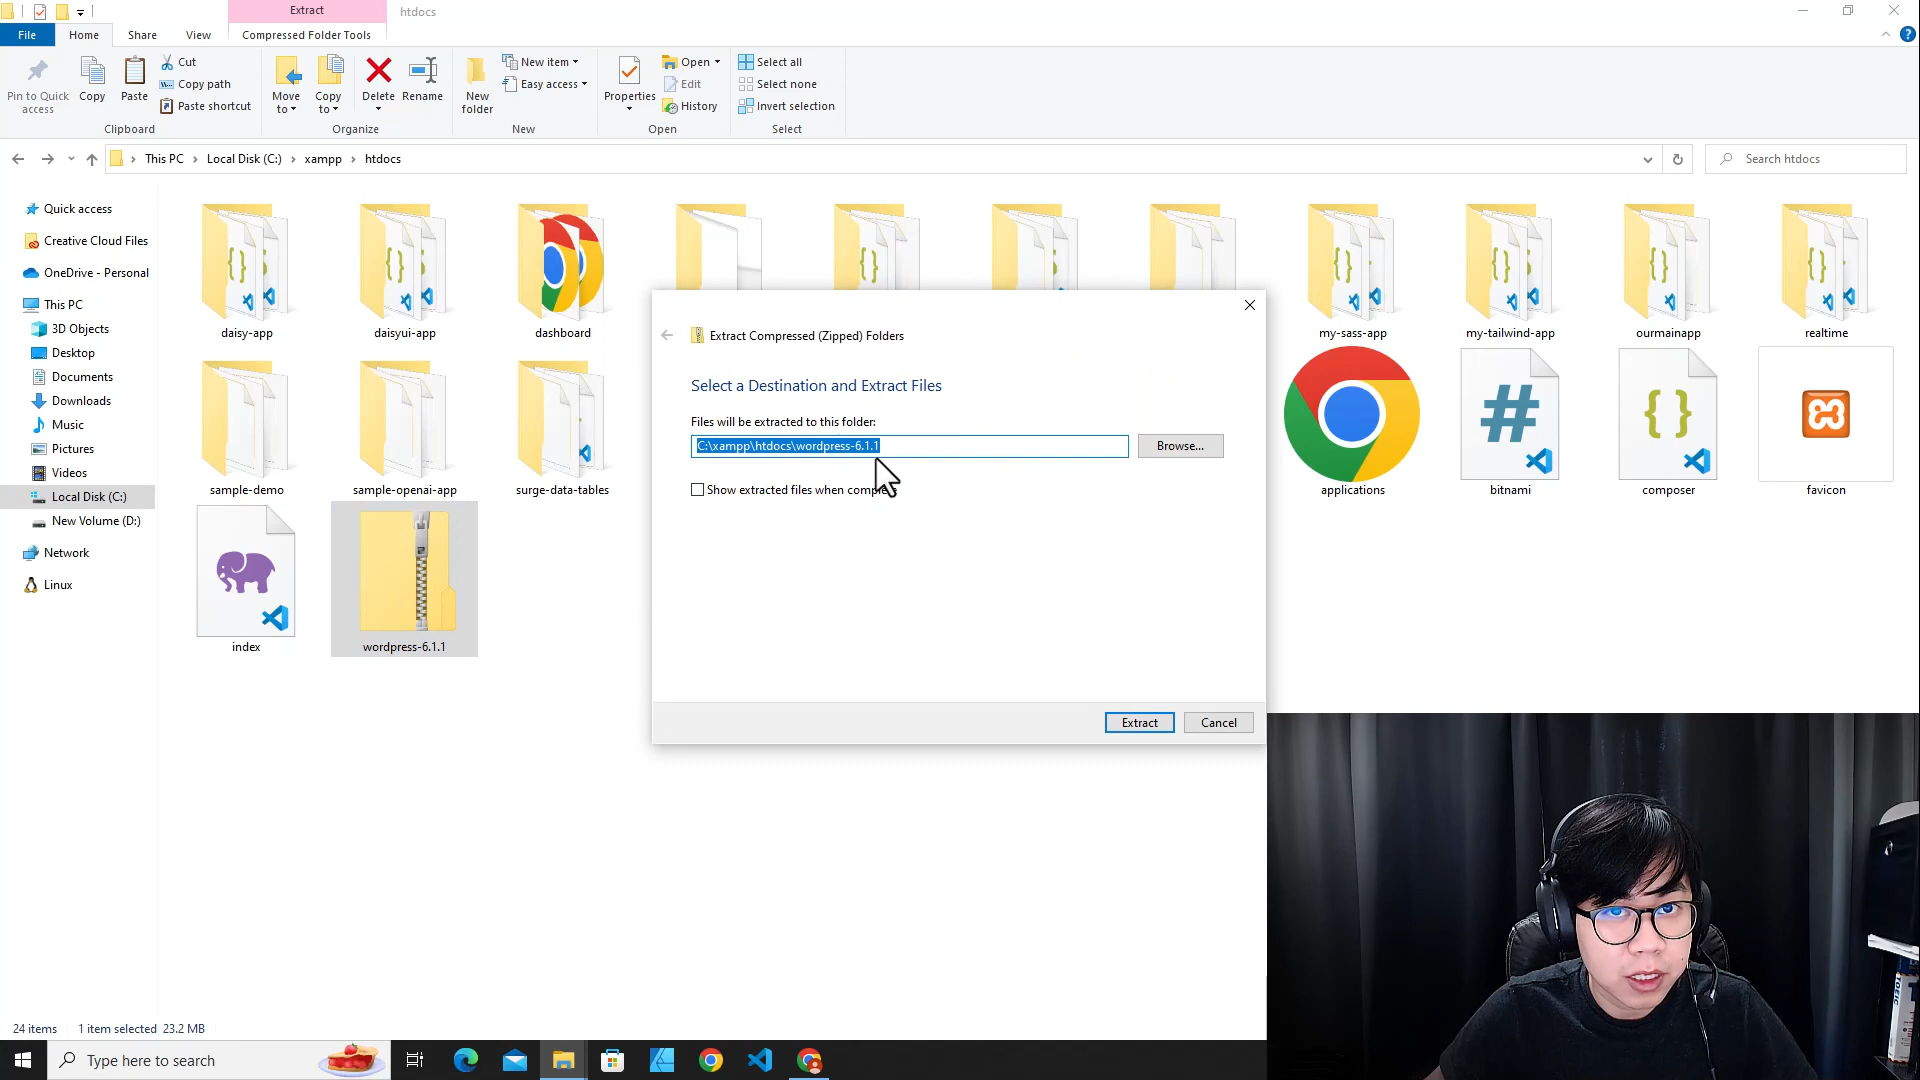 Extract
htdocs
File
Home
Share
View
Compressed Folder Tools
Pin to Quick access
Copy
Paste
Cut
Copy path
Paste shortcut
Clipboard
Move to
Copy to
Delete
Rename
Organize
New folder
New item
Easy access
New
Properties
Open
Edit
History
Open
Select all
Select none
Invert selection
Select
This PC
Local Disk (C:)
xampp
htdocs
Search htdocs
Quick access
Creative Cloud Files
OneDrive - Personal
This PC
3D Objects
Desktop
Documents
Downloads
Music
Pictures
Videos
Local Disk (C:)
New Volume (D:)
Network
Linux
daisy-app
daisyui-app
dashboard
my-sass-app
my-tailwind-app
ourmainapp
realtime
sample-demo
sample-openai-app
surge-data-tables
applications
bitnami
composer
favicon
index
wordpress-6.1.1
Extract Compressed (Zipped) Folders
Select a Destination and Extract Files
Files will be extracted to this folder:
C:\xampp\htdocs\wordpress-6.1.1
Browse...
Show extracted files when comple
Extract
Cancel
24 items
1 item selected 23.2 MB
Type here to search
TOEIC